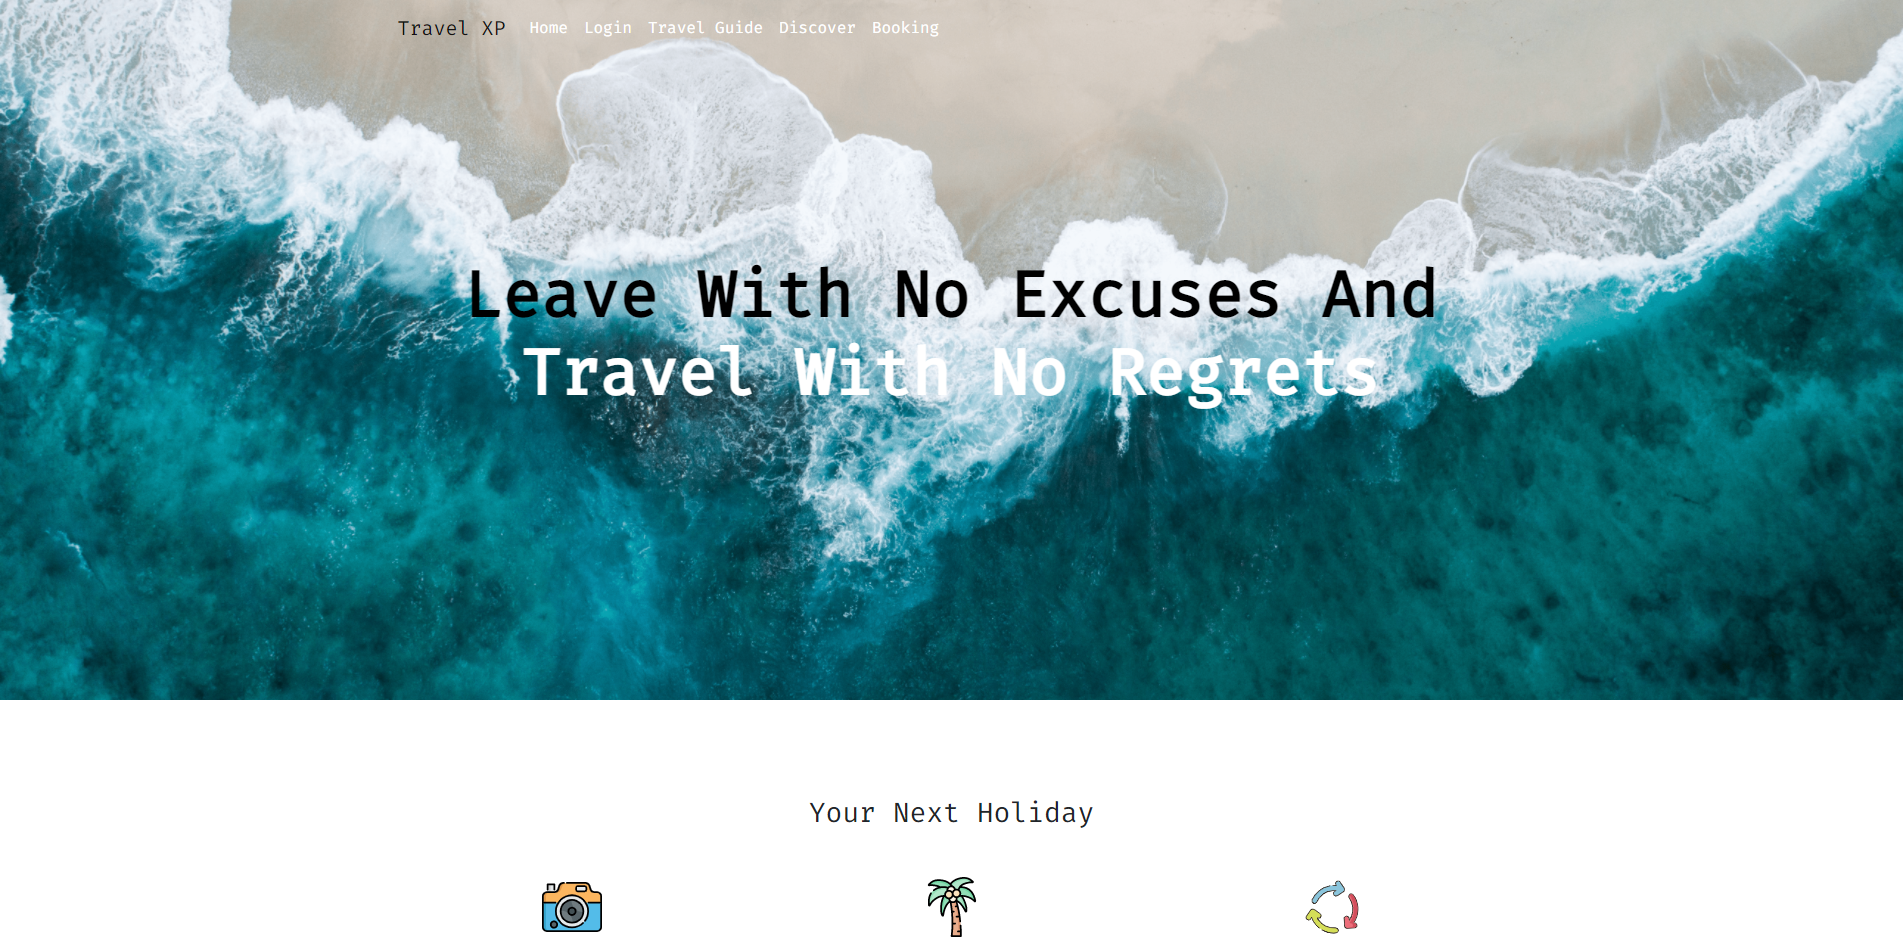 Travel XP Home Login Travel Guide Discover Booking
Leave With No Excuses And
Travel With No Regrets
Your Next Holiday